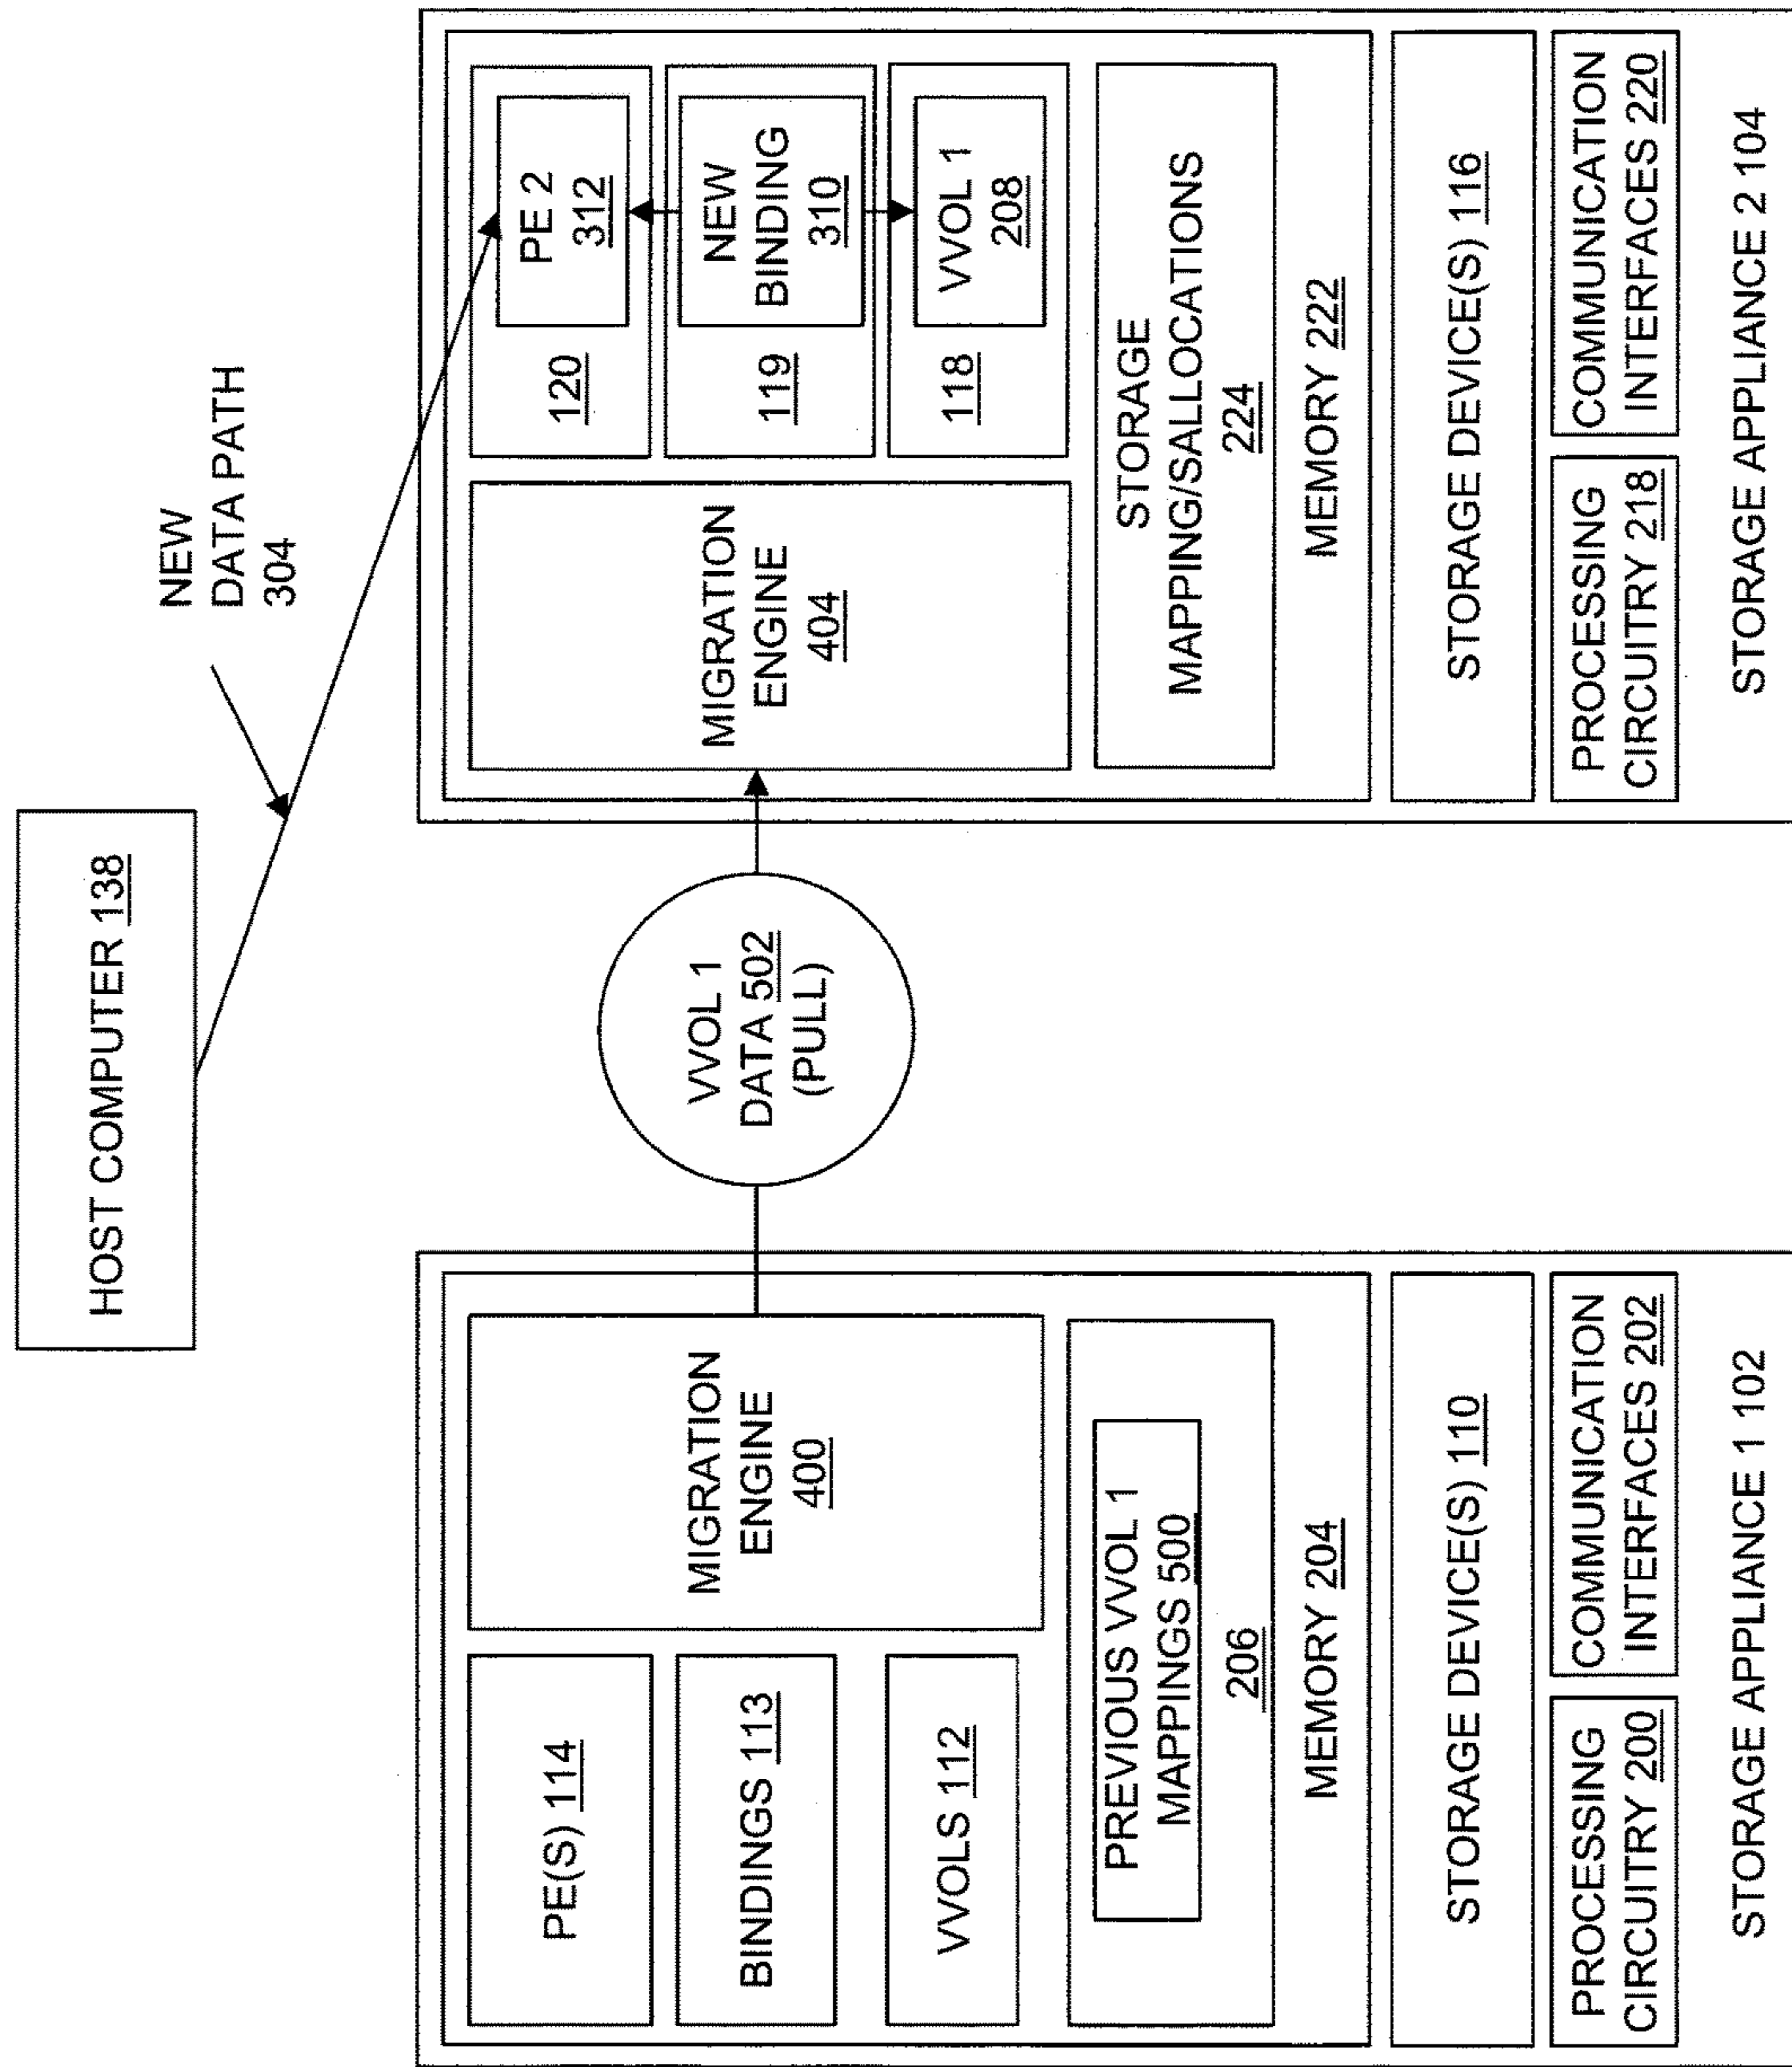 HOST COMPUTER 138
NEW
DATA PATH
304
PE(S) 114
BINDINGS 113
VVOLS 112
MIGRATION
ENGINE
400
PREVIOUS VVOL 1
MAPPINGS 500
206
MEMORY 204
STORAGE DEVICE(S) 110
PROCESSING
CIRCUITRY 200
COMMUNICATION
INTERFACES 202
STORAGE APPLIANCE 1 102
VVOL 1
DATA 502
(PULL)
MIGRATION
ENGINE
404
120
PE 2
312
119
NEW
BINDING
310
118
VVOL 1
208
STORAGE
MAPPING/SALLOCATIONS
224
MEMORY 222
STORAGE DEVICE(S) 116
PROCESSING
CIRCUITRY 218
COMMUNICATION
INTERFACES 220
STORAGE APPLIANCE 2 104